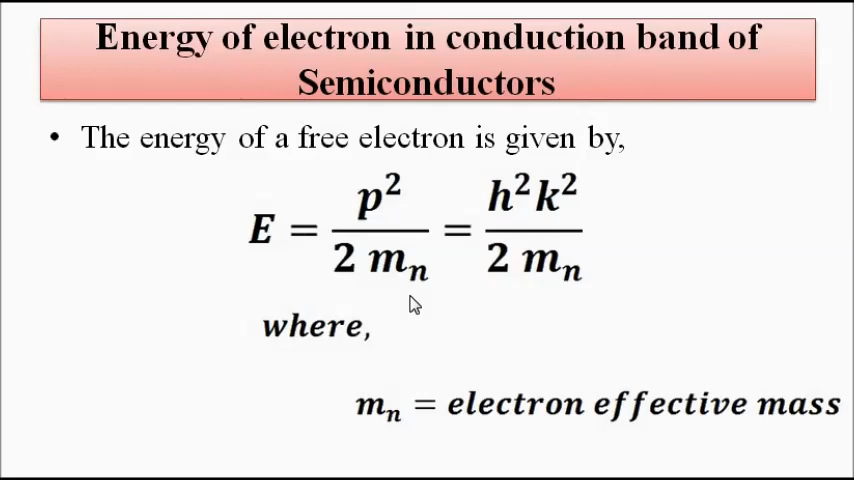 Energy of electron in conduction band of
Semiconductors
• The energy of a free electron is given by,
E = p² / 2 mₙ = h²k² / 2 mₙ
where,
mₙ = electron effective mass